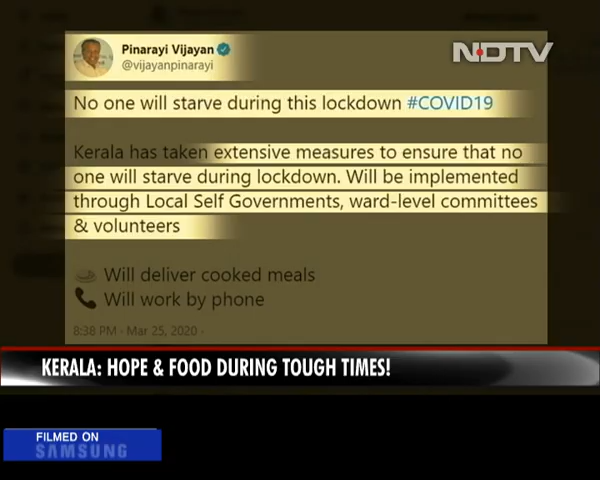 Pinarayi Vijayan
@vijayanpinarayi
NDTV
No one will starve during this lockdown #COVID19
Kerala has taken extensive measures to ensure that no
one will starve during lockdown. Will be implemented
through Local Self Governments, ward-level committees
& volunteers
Will deliver cooked meals
Will work by phone
8:38 PM · Mar 25, 2020 ·
KERALA: HOPE & FOOD DURING TOUGH TIMES!
FILMED ON
SAMSUNG